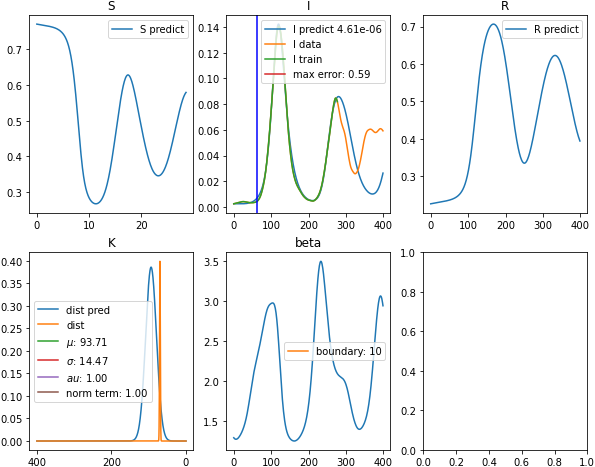 S
S predict
0.7
0.6
0.5
0.4
0.3
0 10 20
I
I predict 4.61e-06
I data
I train
max error: 0.59
0.14
0.12
0.10
0.08
0.06
0.04
0.02
0.00
0 100 200 300 400
R
R predict
0.7
0.6
0.5
0.4
0.3
0 100 200 300 400
K
dist pred
dist
μ: 93.71
σ: 14.47
au: 1.00
norm term: 1.00
0.40
0.35
0.30
0.25
0.20
0.15
0.10
0.05
0.00
400 200 0
beta
boundary: 10
3.5
3.0
2.5
2.0
1.5
0 100 200 300 400
1.0
0.8
0.6
0.4
0.2
0.0
0.0 0.2 0.4 0.6 0.8 1.0